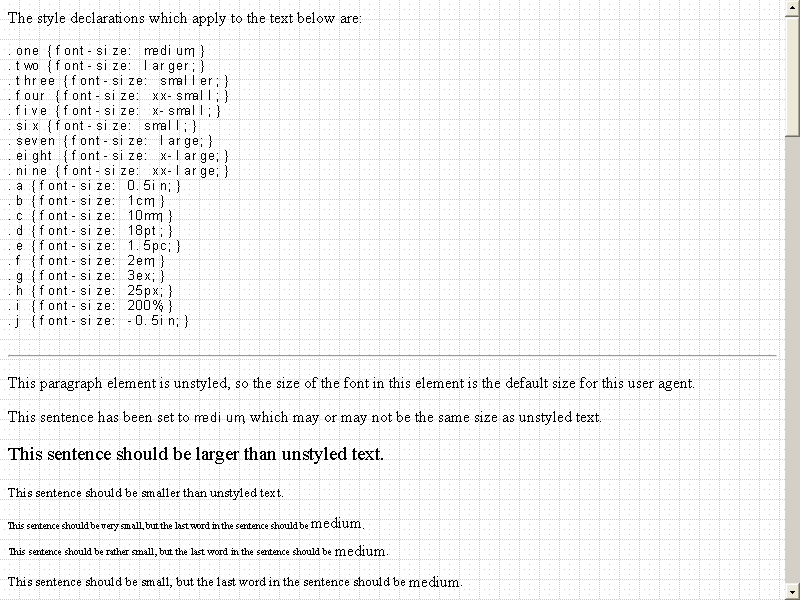 The style declarations which apply to the text below are:
.one {font-size: medium;}
.two {font-size: larger;}
.three {font-size: smaller;}
.four {font-size: xx-small;}
.five {font-size: x-small;}
.six {font-size: small;}
.seven {font-size: large;}
.eight {font-size: x-large;}
.nine {font-size: xx-large;}
.a {font-size: 0.5in;}
.b {font-size: 1cm;}
.c {font-size: 10mm;}
.d {font-size: 18pt;}
.e {font-size: 1.5pc;}
.f {font-size: 2em;}
.g {font-size: 3ex;}
.h {font-size: 25px;}
.i {font-size: 200%;}
.j {font-size: -0.5in;}
This paragraph element is unstyled, so the size of the font in this element is the default size for this user agent.
This sentence has been set to medium, which may or may not be the same size as unstyled text.
This sentence should be larger than unstyled text.
This sentence should be smaller than unstyled text.
This sentence should be very small, but the last word in the sentence should be medium.
This sentence should be rather small, but the last word in the sentence should be medium.
This sentence should be small, but the last word in the sentence should be medium.